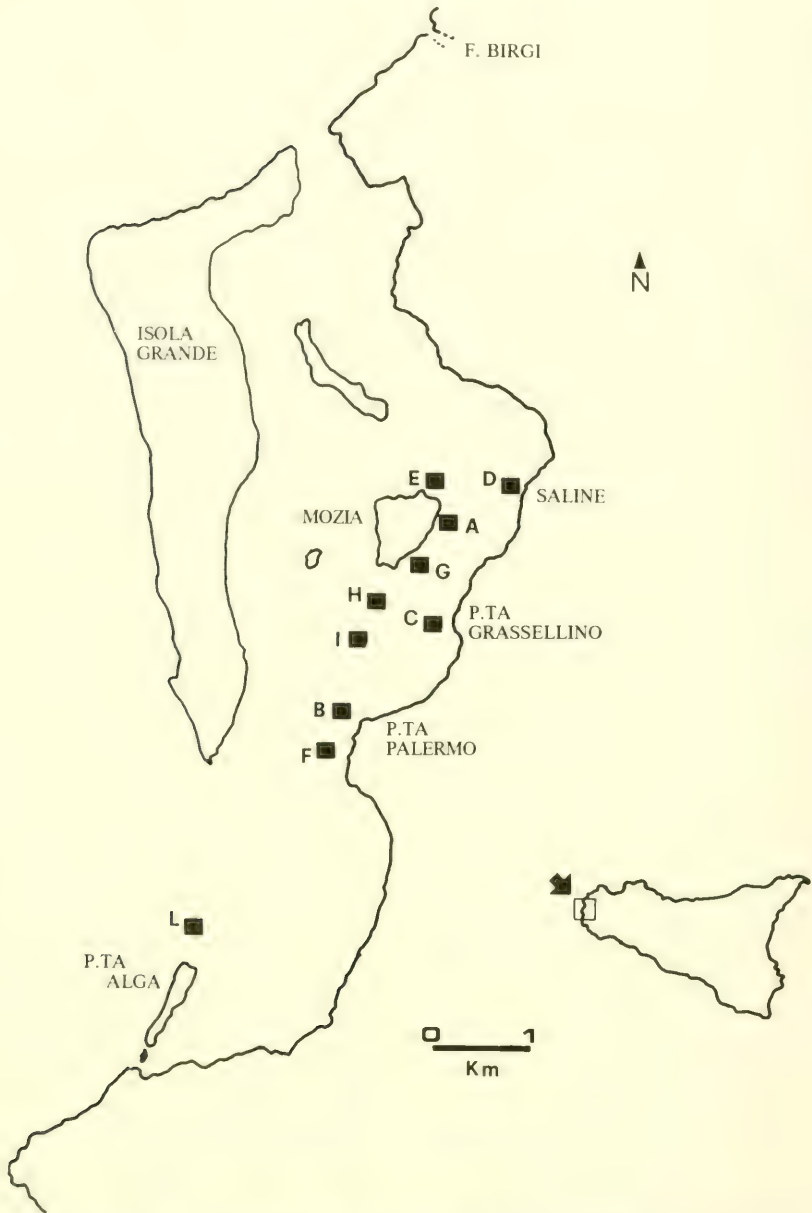 F. BIRGI
N
ISOLA
GRANDE
E
D
SALINE
MOZIA
A
G
H
C
P.TA
GRASSELLINO
I
B
P.TA
PALERMO
F
L
P.TA
ALGA
0 1
Km